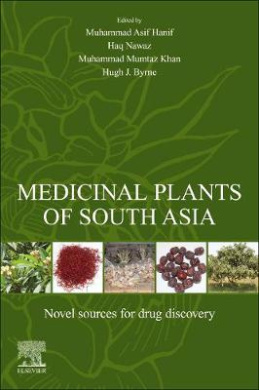 Edited by
Muhammad Asif Hanif
Haq Nawaz
Muhammad Mumtaz Khan
Hugh J. Byrne
MEDICINAL PLANTS
OF SOUTH ASIA
Novel sources for drug discovery
ELSEVIER